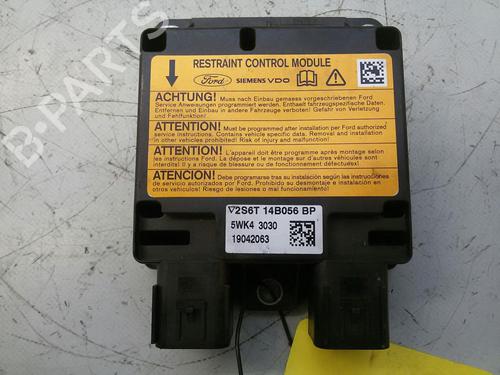 RESTRAINT CONTROL MODULE
Ford SIEMENS VDO
ACHTUNG! Muss nach Einbau gemaess vorgeschriebenen Ford
Service Anweisungen programmiert werden. Enthaelt fahrzeugspezifische Daten.
Entfernen und Einbau in andere Fahrzeuge verboten! Gefahr von Verletzung
und Fehlfunktion!
ATTENTION! Must be programmed after installation per Ford authorized
service instructions. Contains vehicle specific data. Removal and installation
in other vehicles prohibited! Risk of injury and malfunction!
ATTENTION! L'appareil doit être programmé après montage selon
les instructions Ford. La dépose et le montage sur d'autres véhicules sont
interdits! Il y a risque de blessure ou de fonctionnement défectueux!
ATENCION! Debe programarse tras su instalación según las instrucciones
de servicio autorizados por Ford. Prohibido su desmontaje e instalación
en otros vehículos! Riesgo de lesiones o mal funcionamiento!
2S6T 14B056 BP
5WK4 3030
19042063
B-PARTS